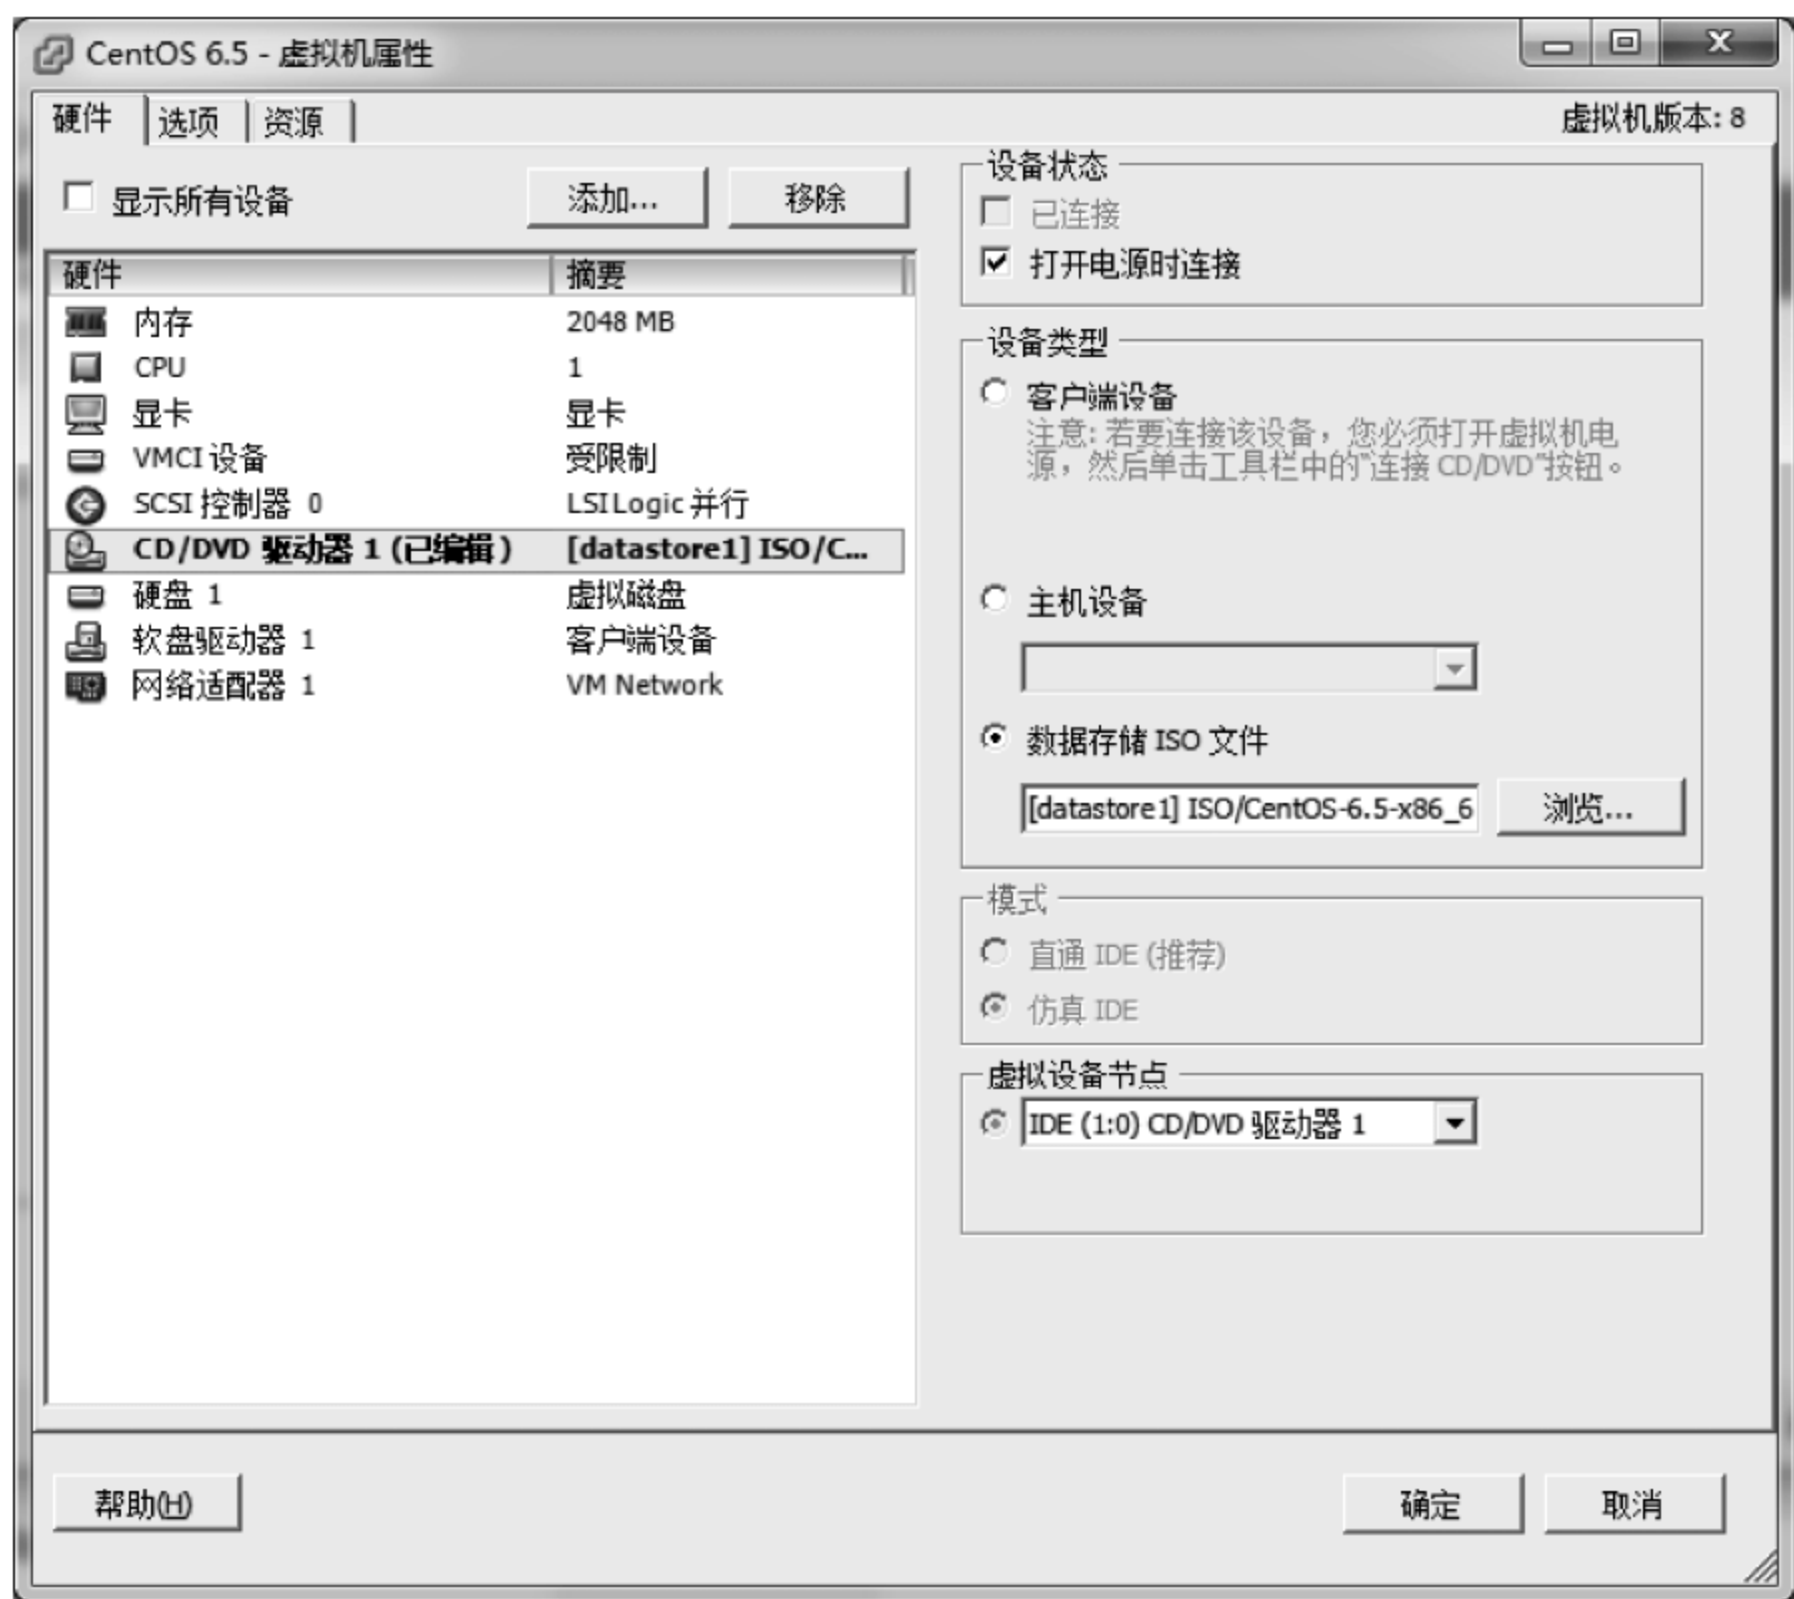 CentOS 6.5 - 虚拟机属性
硬件 选项 资源
虚拟机版本: 8
显示所有设备 添加... 移除
硬件 摘要
内存 2048 MB
CPU 1
显卡 显卡
VMCI 设备 受限制
SCSI 控制器 0 LSI Logic 并行
CD/DVD 驱动器 1 (已编辑) [datastore1] ISO/C...
硬盘 1 虚拟磁盘
软盘驱动器 1 客户端设备
网络适配器 1 VM Network
设备状态
已连接
打开电源时连接
设备类型
客户端设备
注意: 若要连接该设备，您必须打开虚拟机电
源，然后单击工具栏中的"连接 CD/DVD"按钮。
主机设备
数据存储 ISO 文件
[datastore1] ISO/CentOS-6.5-x86_6 浏览...
模式
直通 IDE (推荐)
仿真 IDE
虚拟设备节点
IDE (1:0) CD/DVD 驱动器 1
帮助(H) 确定 取消